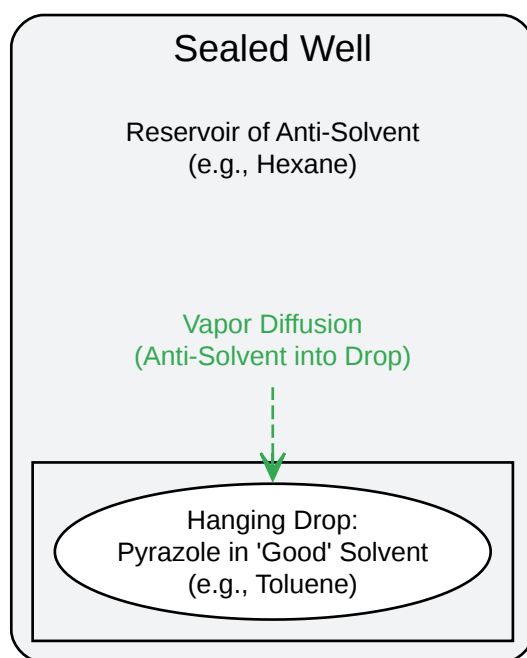 Sealed Well
Reservoir of Anti-Solvent
(e.g., Hexane)
Vapor Diffusion
(Anti-Solvent into Drop)
Hanging Drop:
Pyrazole in 'Good' Solvent
(e.g., Toluene)